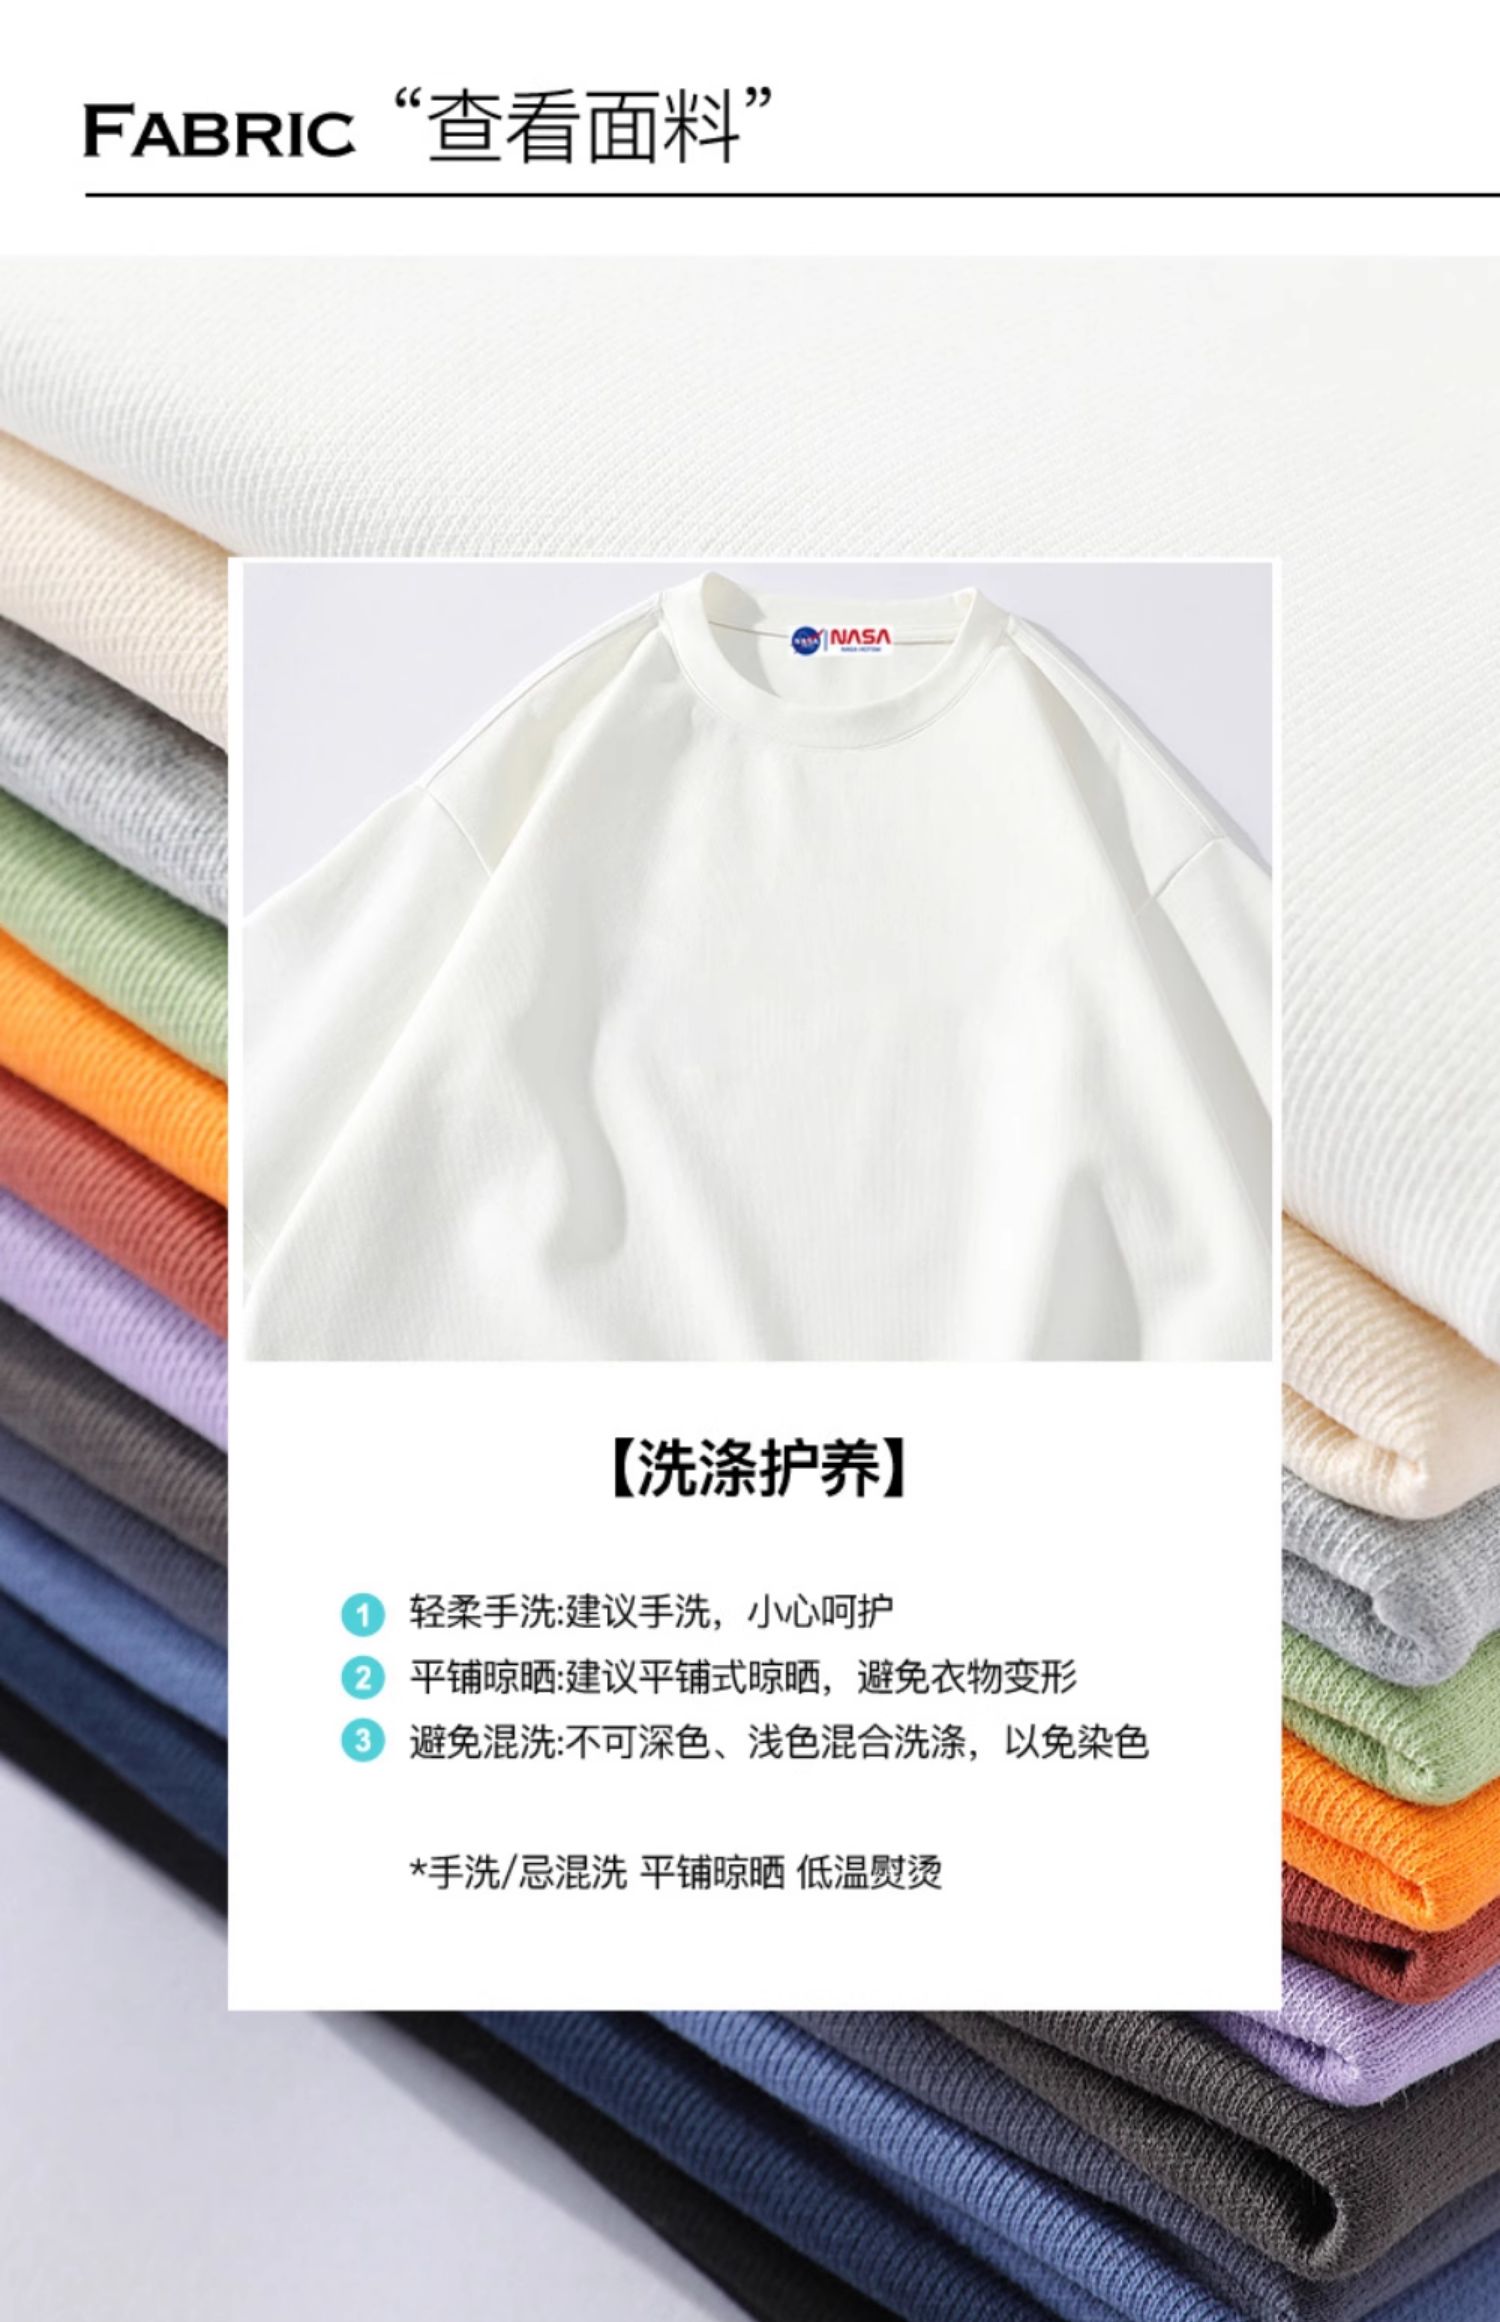 FABRIC “查看面料”
NASA NASA
【洗涤护养】
1 轻柔手洗:建议手洗，小心呵护
2 平铺晾晒:建议平铺式晾晒，避免衣物变形
3 避免混洗:不可深色、浅色混合洗涤，以免染色
*手洗/忌混洗 平铺晾晒 低温熨烫